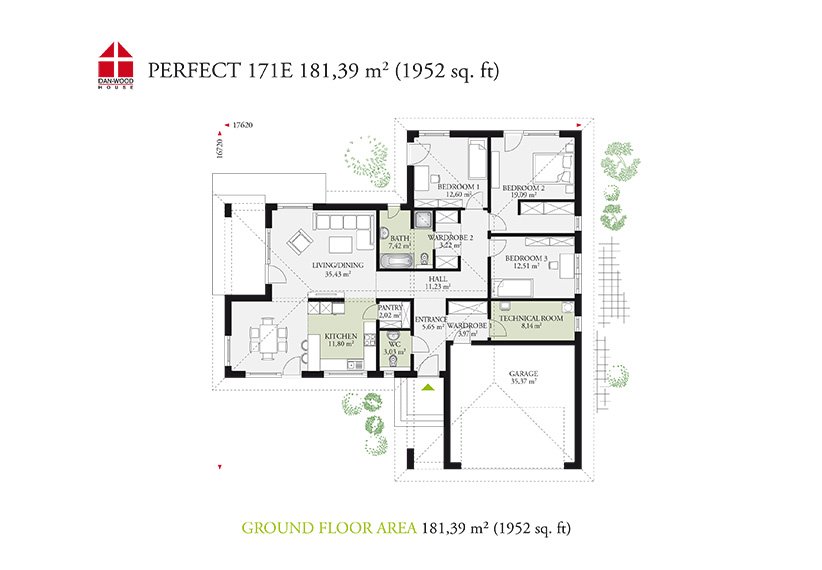 DAN-WOOD
HOUSE
PERFECT 171E 181,39 m² (1952 sq. ft)
17620
16720
BEDROOM 1
12,60 m²
BEDROOM 2
19,09 m²
BATH
7,42 m²
WARDROBE 2
3,22 m²
LIVING/DINING
35,43 m²
BEDROOM 3
12,51 m²
HALL
11,23 m²
PANTRY
2,02 m²
ENTRANCE
5,65 m²
WARDROBE 1
3,97 m²
TECHNICAL ROOM
8,14 m²
KITCHEN
11,80 m²
WC
3,03 m²
GARAGE
35,37 m²
GROUND FLOOR AREA 181,39 m² (1952 sq. ft)